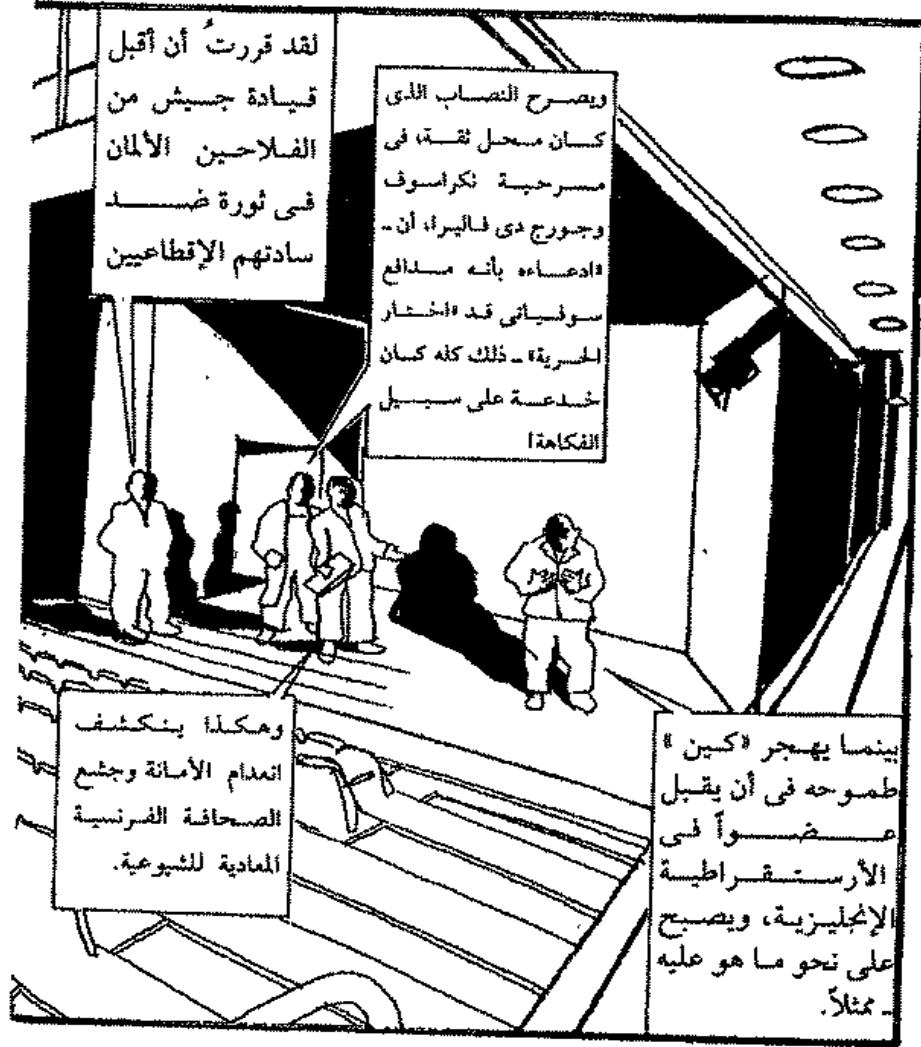 لقد قررتُ أن أقبل
قيادة جيش من
الفلاحين الألمان
فى ثورة ضد
سادتهم الإقطاعيين
ويصرح النصاب الذى
كان محل ثقة، فى
مسرحية نكراسوف
وجورج دى فاليرا، أن -
«ادعاءه بأنه مدافع
سوفياتى قد «اختار
الحرية» - ذلك كله كان
خدعة على سبيل
الفكاهة!
وهكذا ينكشف
انعدام الأمانة وجشع
الصحافة الفرنسية
المعادية للشيوعية.
بينما يهجر «كين»
طموحه فى أن يقبل
عضواً فى
الأرستقراطية
الإنجليزية، ويصبح
على نحو ما هو عليه
- ممثلاً.